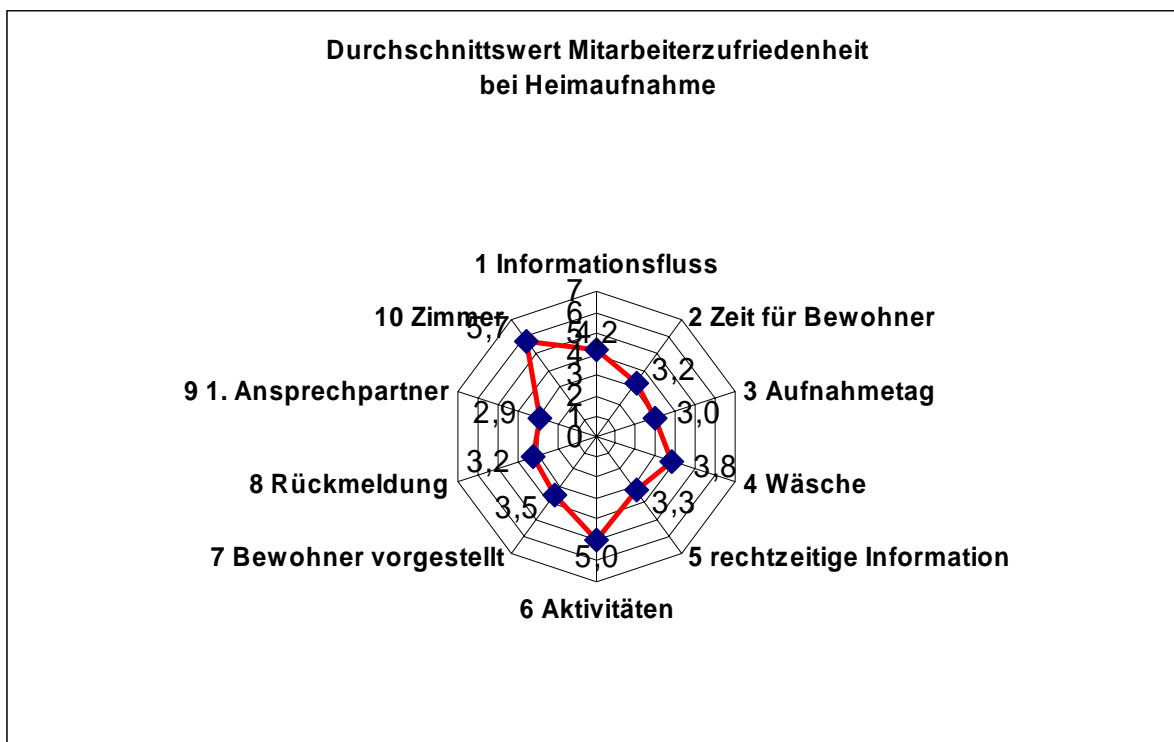 Durchschnittswert Mitarbeiterzufriedenheit
bei Heimaufnahme
1 Informationsfluss
2 Zeit für Bewohner
3 Aufnahmetag
4 Wäsche
5 rechtzeitige Information
6 Aktivitäten
7 Bewohner vorgestellt
8 Rückmeldung
9 1. Ansprechpartner
10 Zimmer
7
6
5
4
3
2
1
0
4,2
3,2
3,0
3,8
3,3
5,0
3,5
3,2
2,9
5,7